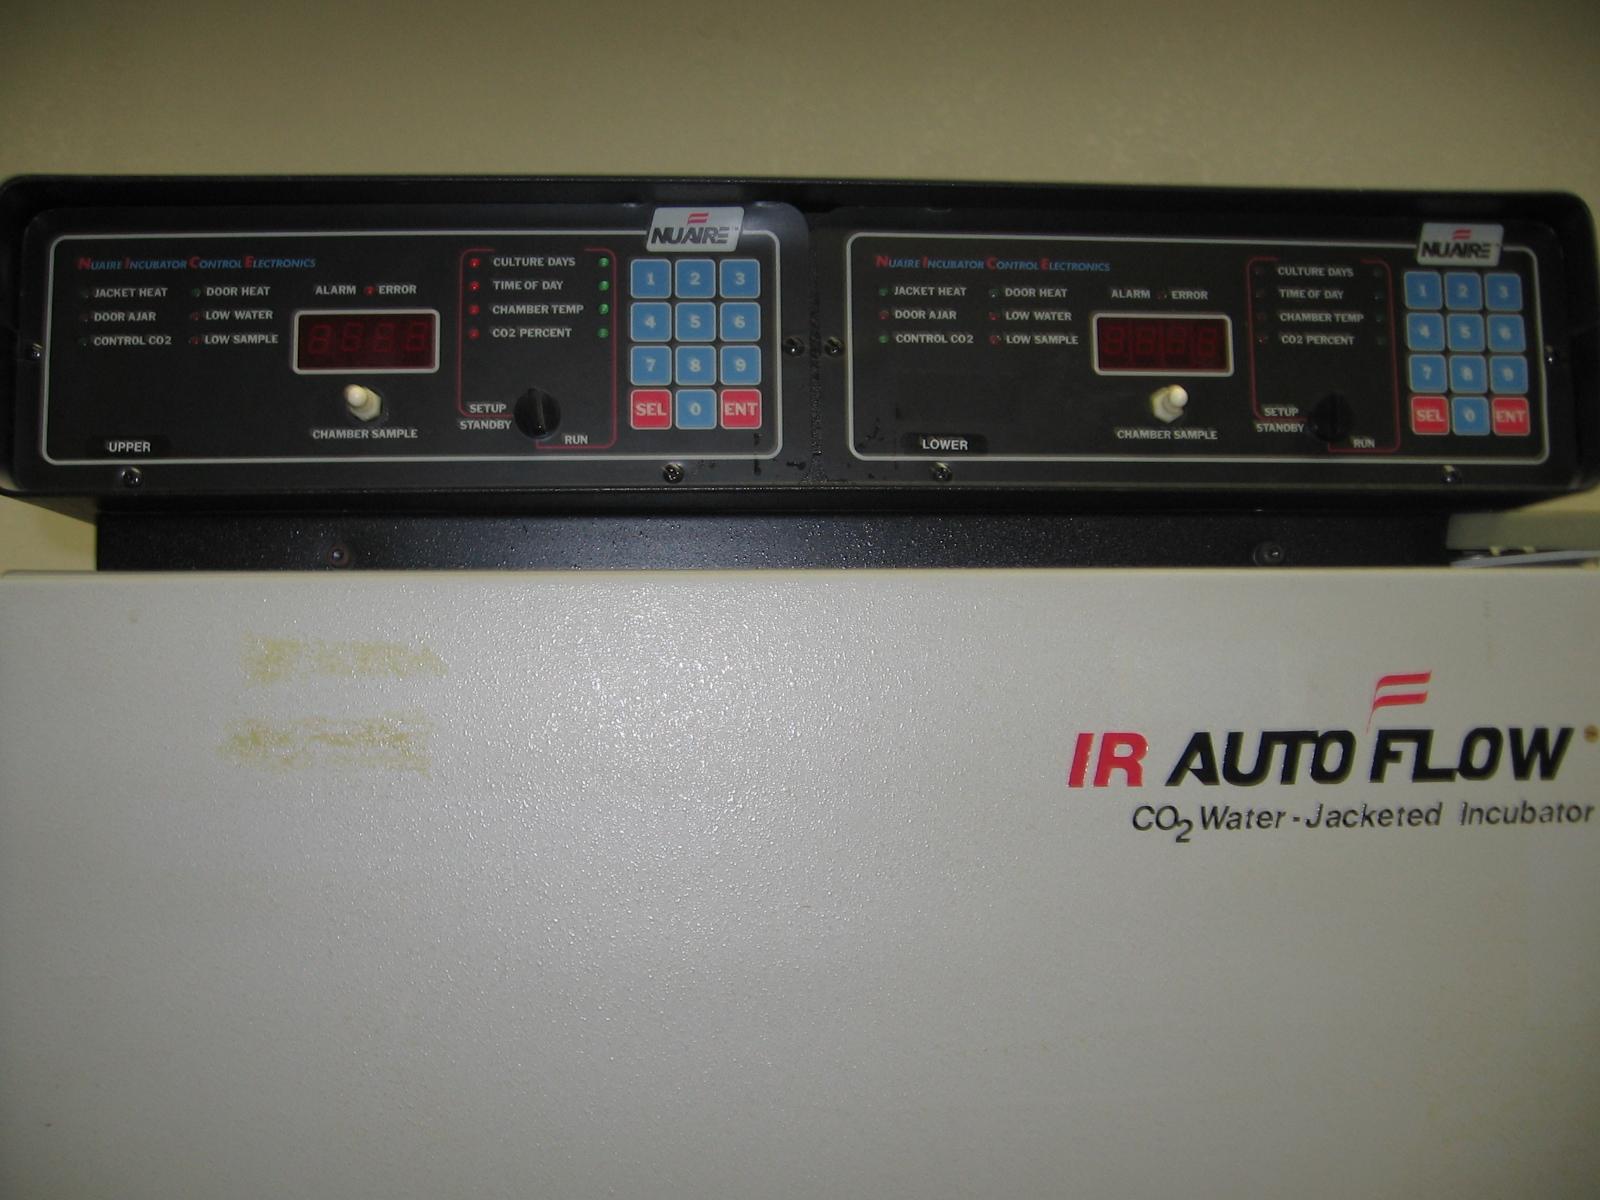 NUAIRE
NUAIRE INCUBATOR CONTROL ELECTRONICS
JACKET HEAT
DOOR HEAT
DOOR AJAR
LOW WATER
CONTROL CO2
LOW SAMPLE
ALARM ERROR
CHAMBER SAMPLE
UPPER
CULTURE DAYS
TIME OF DAY
CHAMBER TEMP
CO2 PERCENT
SETUP
STANDBY
RUN
1 2 3
4 5 6
7 8 9
SEL 0 ENT
NUAIRE
NUAIRE INCUBATOR CONTROL ELECTRONICS
JACKET HEAT
DOOR HEAT
DOOR AJAR
LOW WATER
CONTROL CO2
LOW SAMPLE
ALARM ERROR
CHAMBER SAMPLE
LOWER
CULTURE DAYS
TIME OF DAY
CHAMBER TEMP
CO2 PERCENT
SETUP
STANDBY
RUN
1 2 3
4 5 6
7 8 9
SEL 0 ENT
IR AUTO FLOW
CO2 Water-Jacketed Incubator